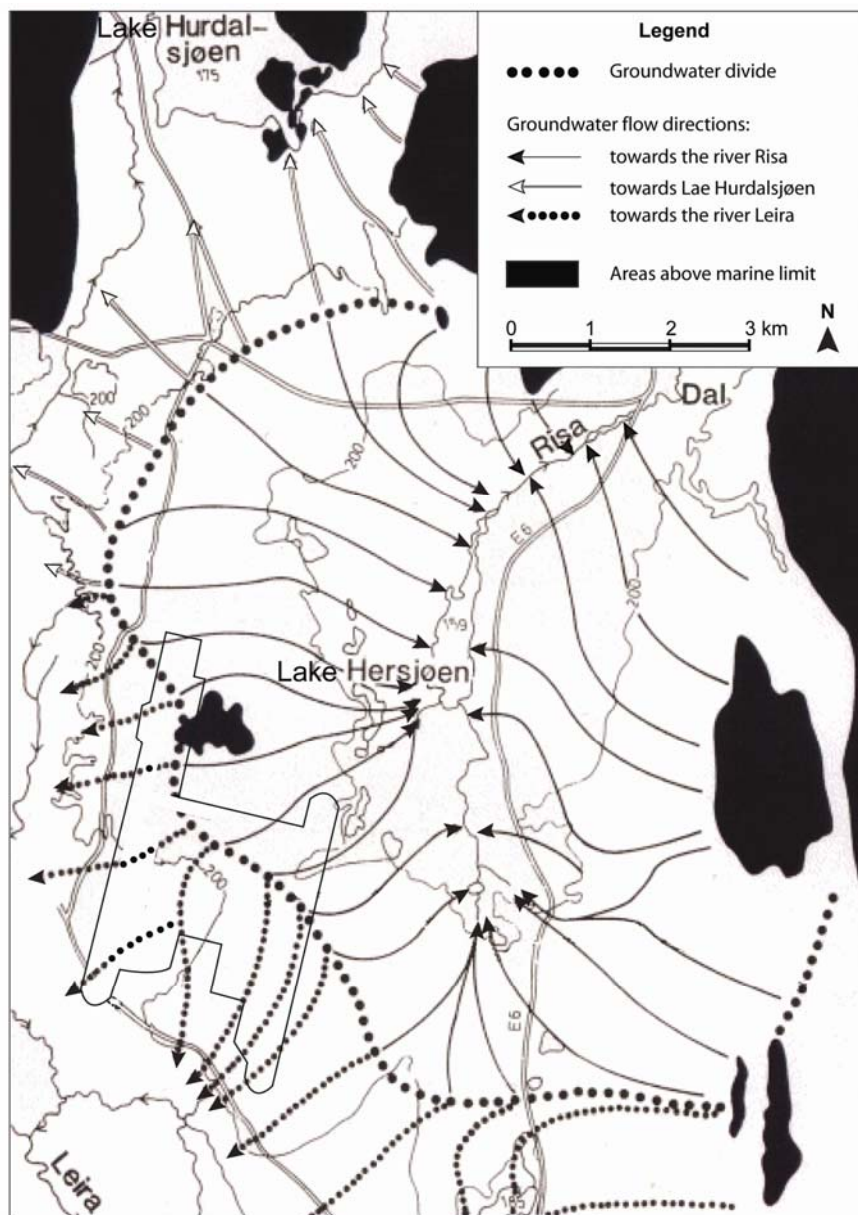 Lake Hurdal-
sjøen
175
Legend
Groundwater divide
Groundwater flow directions:
towards the river Risa
towards Lae Hurdalsjøen
towards the river Leira
Areas above marine limit
0 1 2 3 km
N
Dal
Risa
200
200
200
E6
200
159
200
Lake Hersjøen
200
E6
Leira